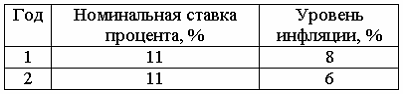 Год Номинальная ставка процента, % Уровень инфляции, %
1 11 8
2 11 6